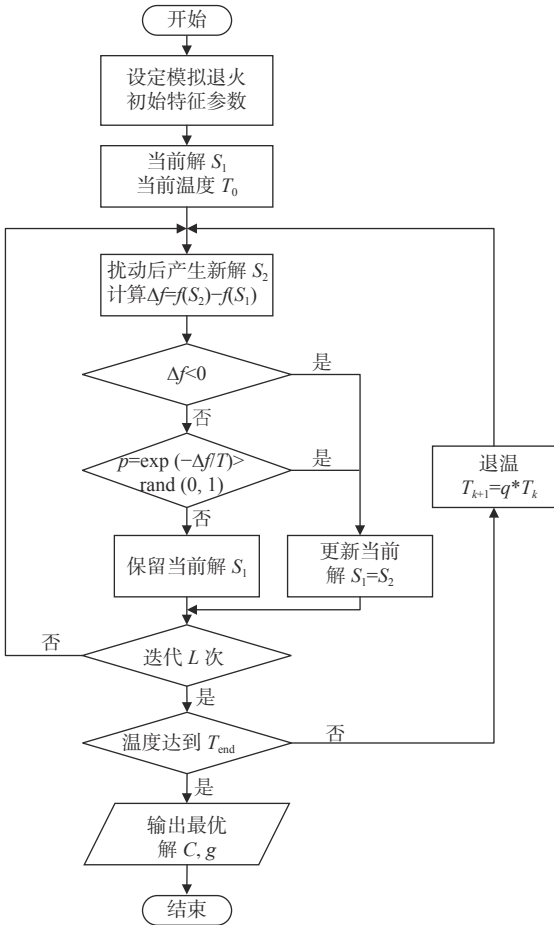 开始
设定模拟退火
初始特征参数
当前解 S₁
当前温度 T₀
扰动后产生新解 S₂
计算Δf=f(S₂)−f(S₁)
Δf<0
是
否
p=exp (−Δf/T)>
rand (0, 1)
是
否
退温
Tₖ₊₁=q*Tₖ
保留当前解 S₁
更新当前
解 S₁=S₂
否
迭代 L 次
是
温度达到 T_end
否
是
输出最优
解 C, g
结束